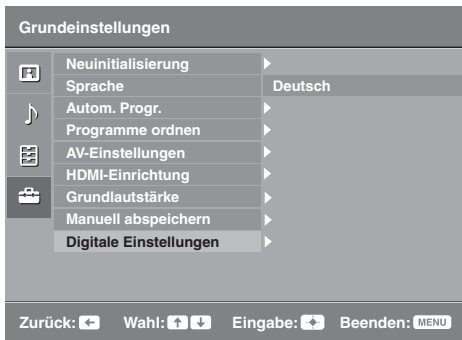 Grundeinstellungen
Neuinitialisierung
Sprache Deutsch
Autom. Progr.
Programme ordnen
AV-Einstellungen
HDMI-Einrichtung
Grundlautstärke
Manuell abspeichern
Digitale Einstellungen
Zurück: Wahl: Eingabe: Beenden: MENU